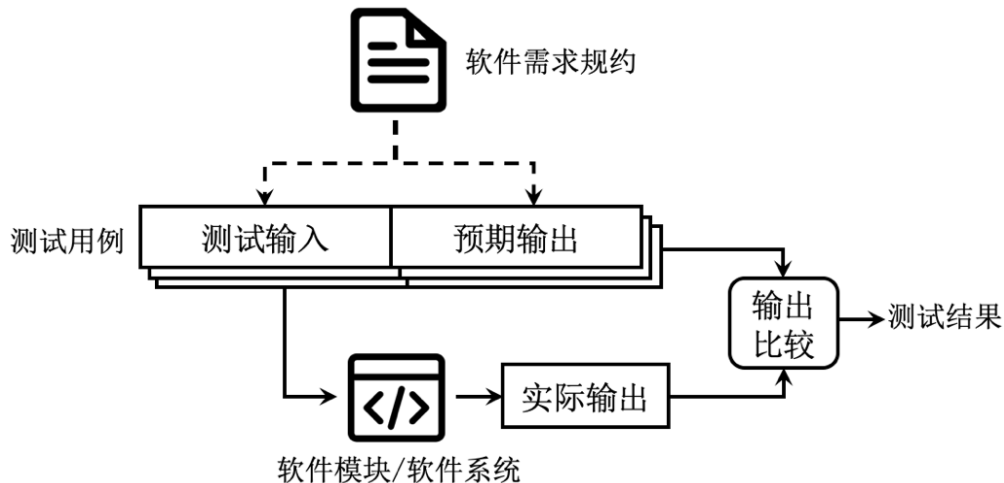 软件需求规约
测试用例
测试输入
预期输出
输出
比较
测试结果
</>
实际输出
软件模块/软件系统